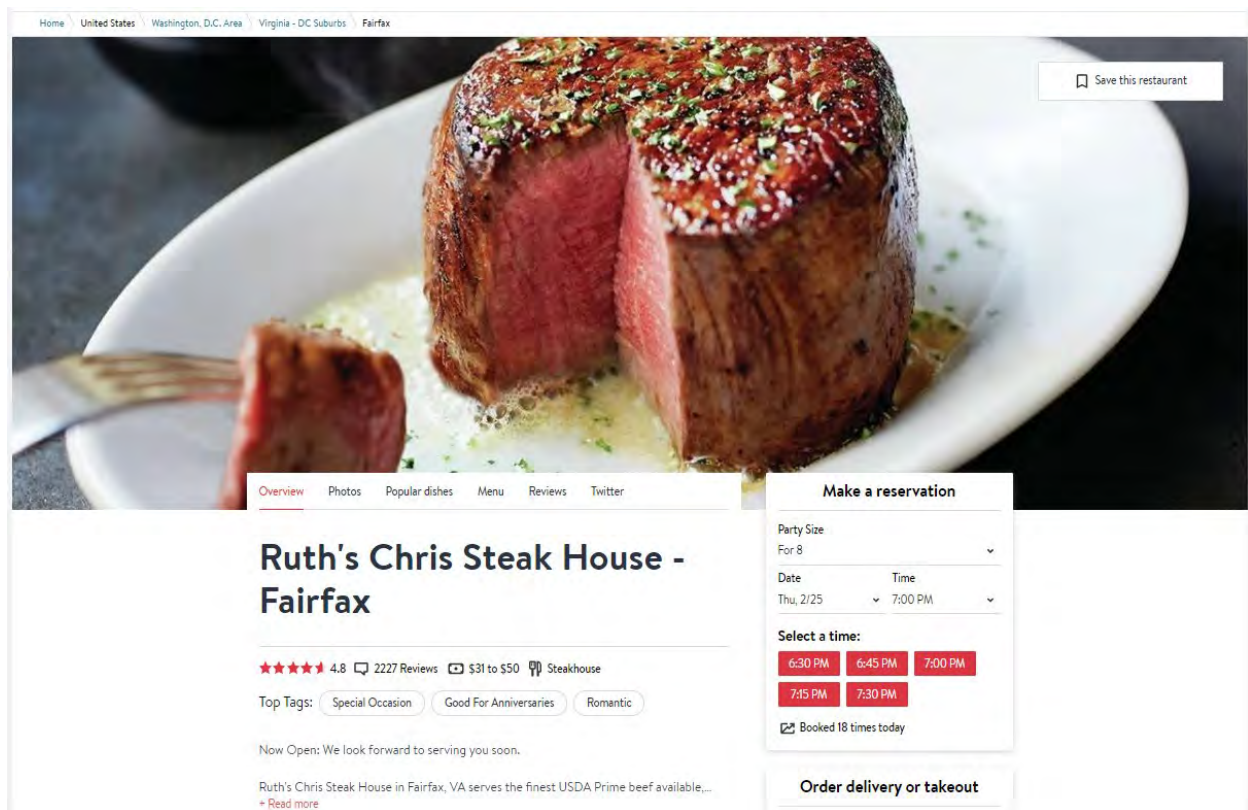 Home United States Washington, D.C. Area Virginia - DC Suburbs Fairfax
Save this restaurant
Overview Photos Popular dishes Menu Reviews Twitter
Ruth's Chris Steak House -
Fairfax
4.8 2227 Reviews $31 to $50 Steakhouse
Top Tags: Special Occasion Good For Anniversaries Romantic
Now Open: We look forward to serving you soon.
Ruth's Chris Steak House in Fairfax, VA serves the finest USDA Prime beef available,...
+ Read more
Make a reservation
Party Size
For 8
Date Time
Thu, 2/25 7:00 PM
Select a time:
6:30 PM 6:45 PM 7:00 PM
7:15 PM 7:30 PM
Booked 18 times today
Order delivery or takeout